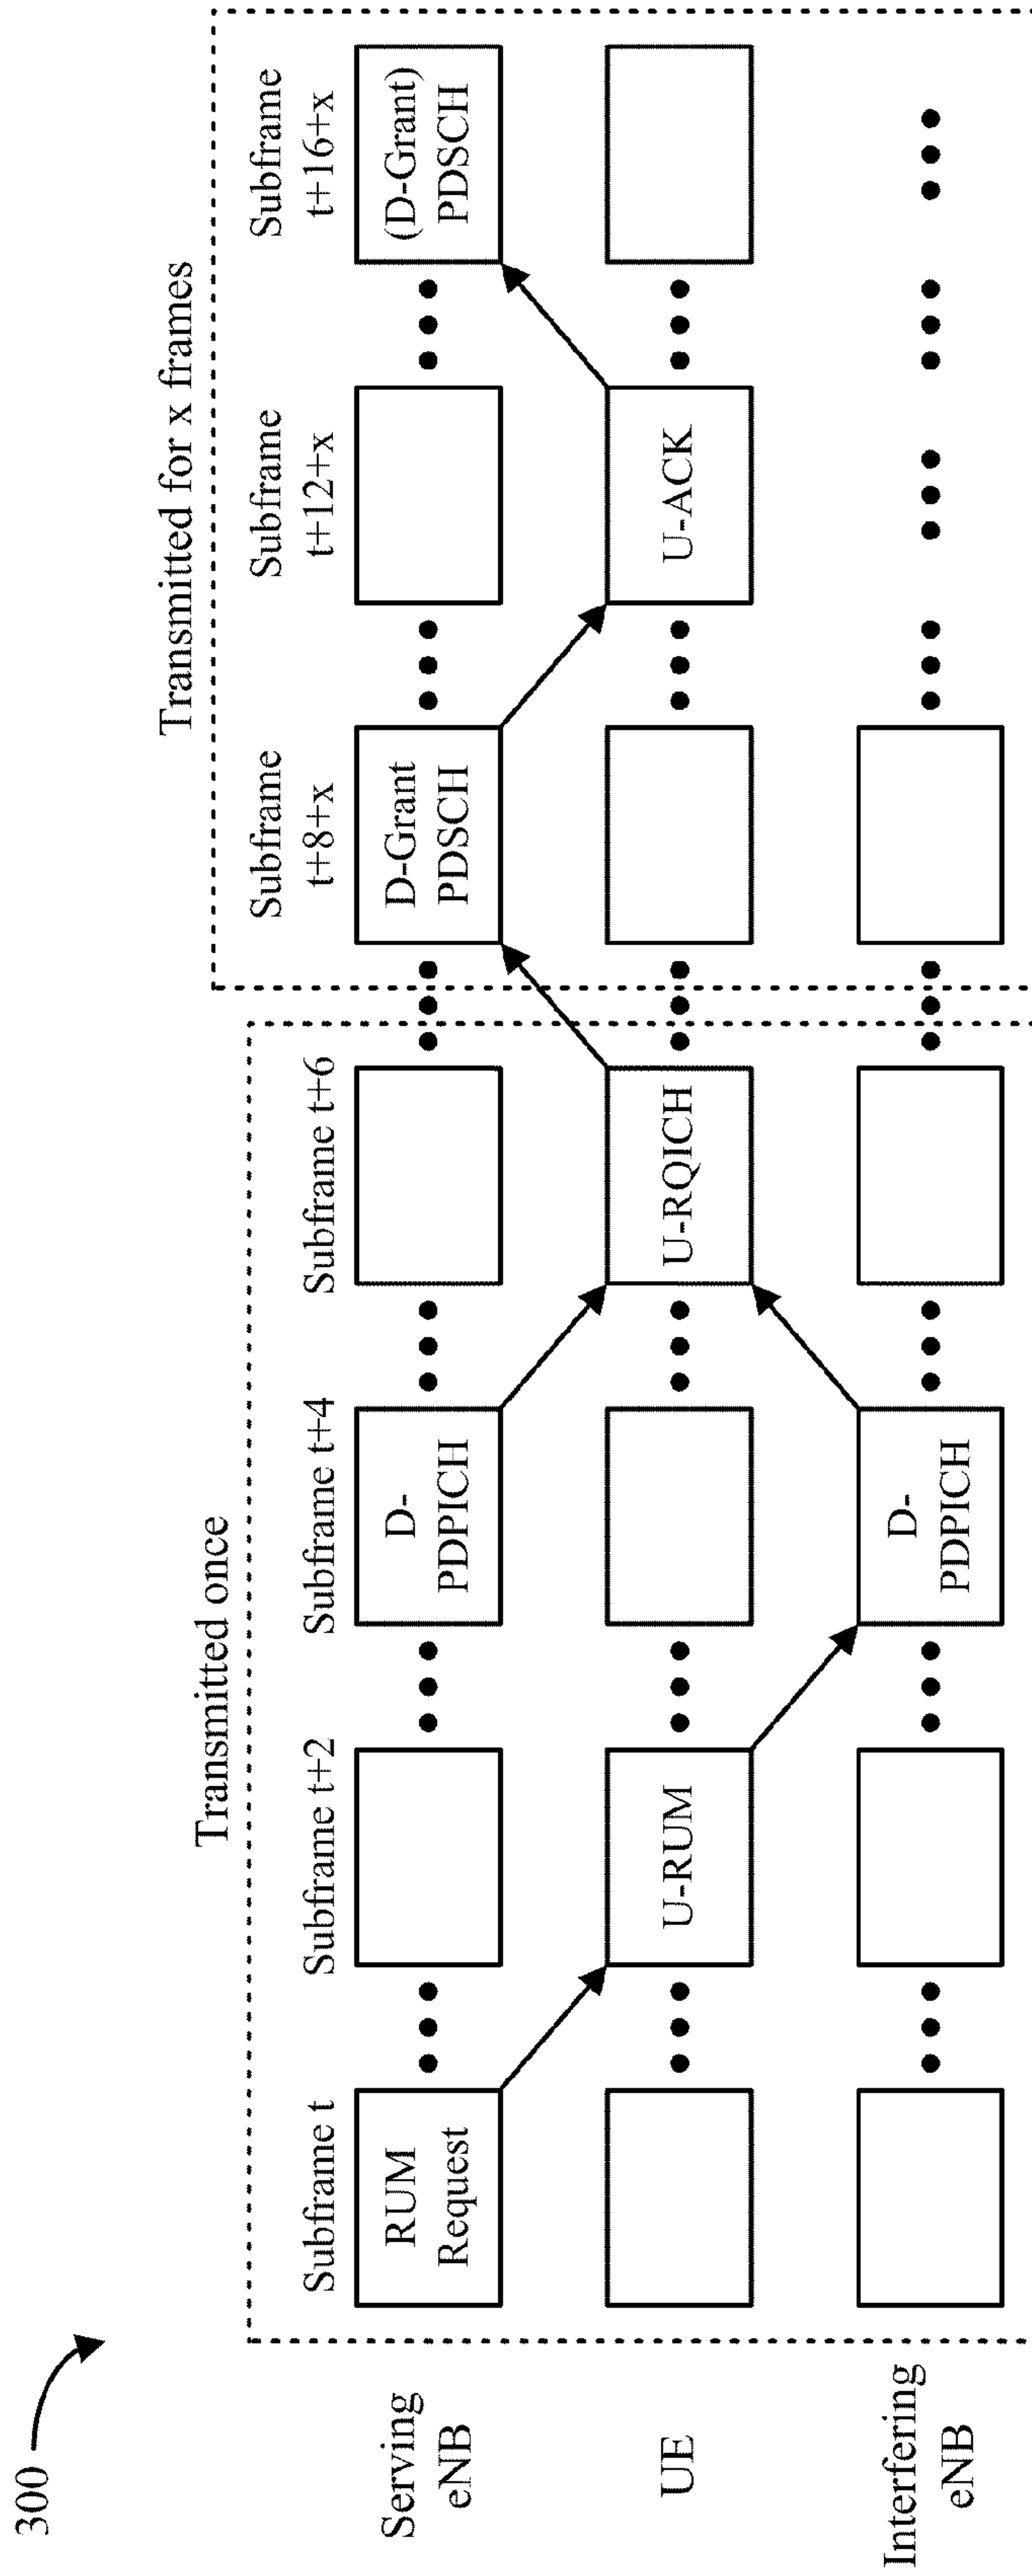 300
Transmitted once
Transmitted for x frames
Subframe t
Subframe t+2
Subframe t+4
Subframe t+6
Subframe
t+8+x
Subframe
t+12+x
Subframe
t+16+x
Serving
eNB
RUM
Request
D-
PDPICH
D-Grant
PDSCH
(D-Grant)
PDSCH
UE
U-RUM
U-RQICH
U-ACK
Interfering
eNB
D-
PDPICH